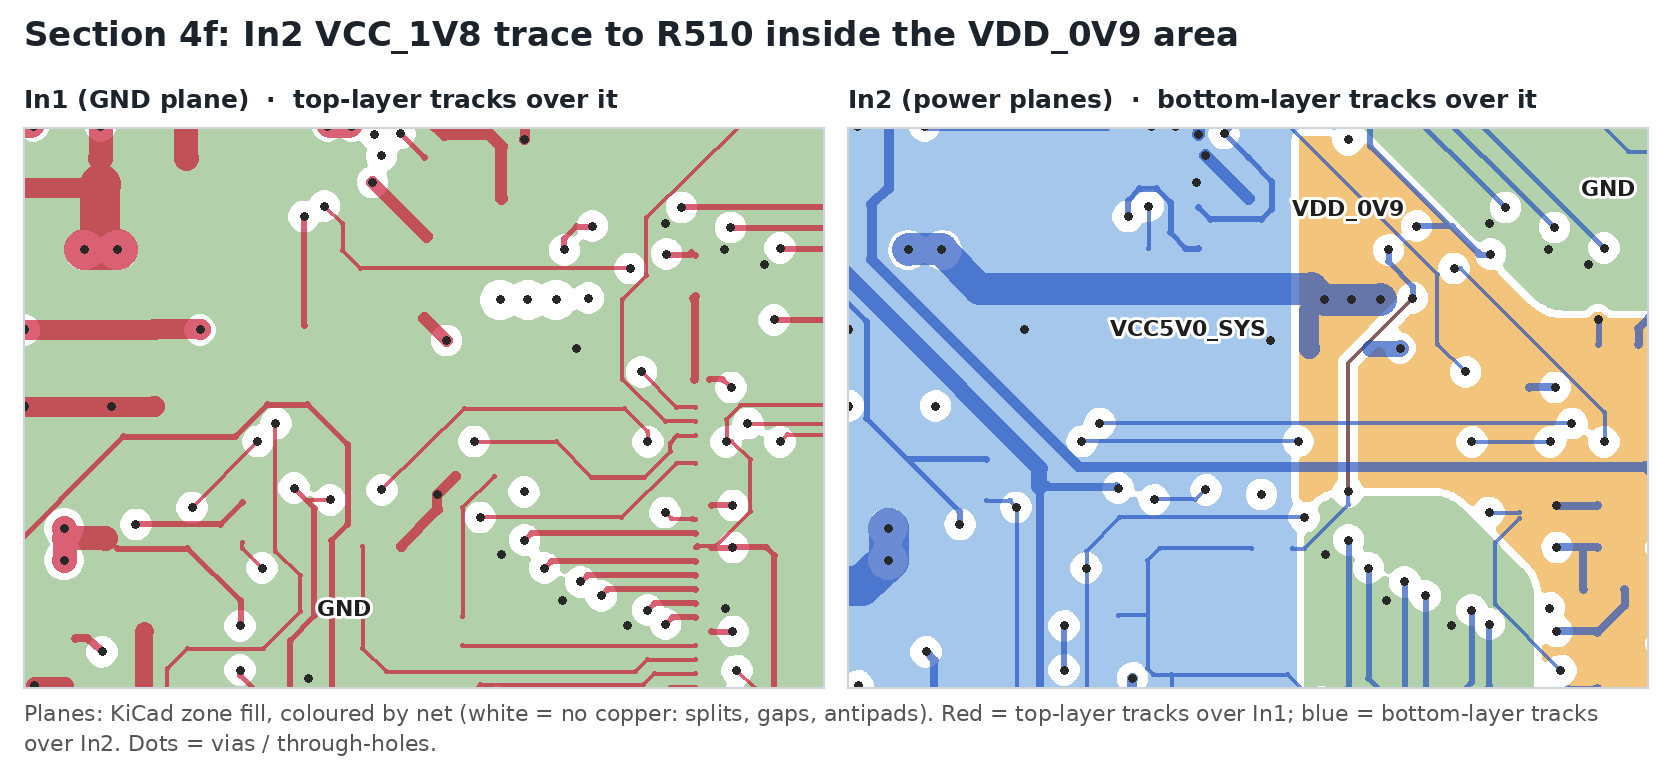 Section 4f: In2 VCC_1V8 trace to R510 inside the VDD_0V9 area
In1 (GND plane) · top-layer tracks over it
In2 (power planes) · bottom-layer tracks over it
GND
VDD_0V9
VCC5V0_SYS
GND
Planes: KiCad zone fill, coloured by net (white = no copper: splits, gaps, antipads). Red = top-layer tracks over In1; blue = bottom-layer tracks
over In2. Dots = vias / through-holes.